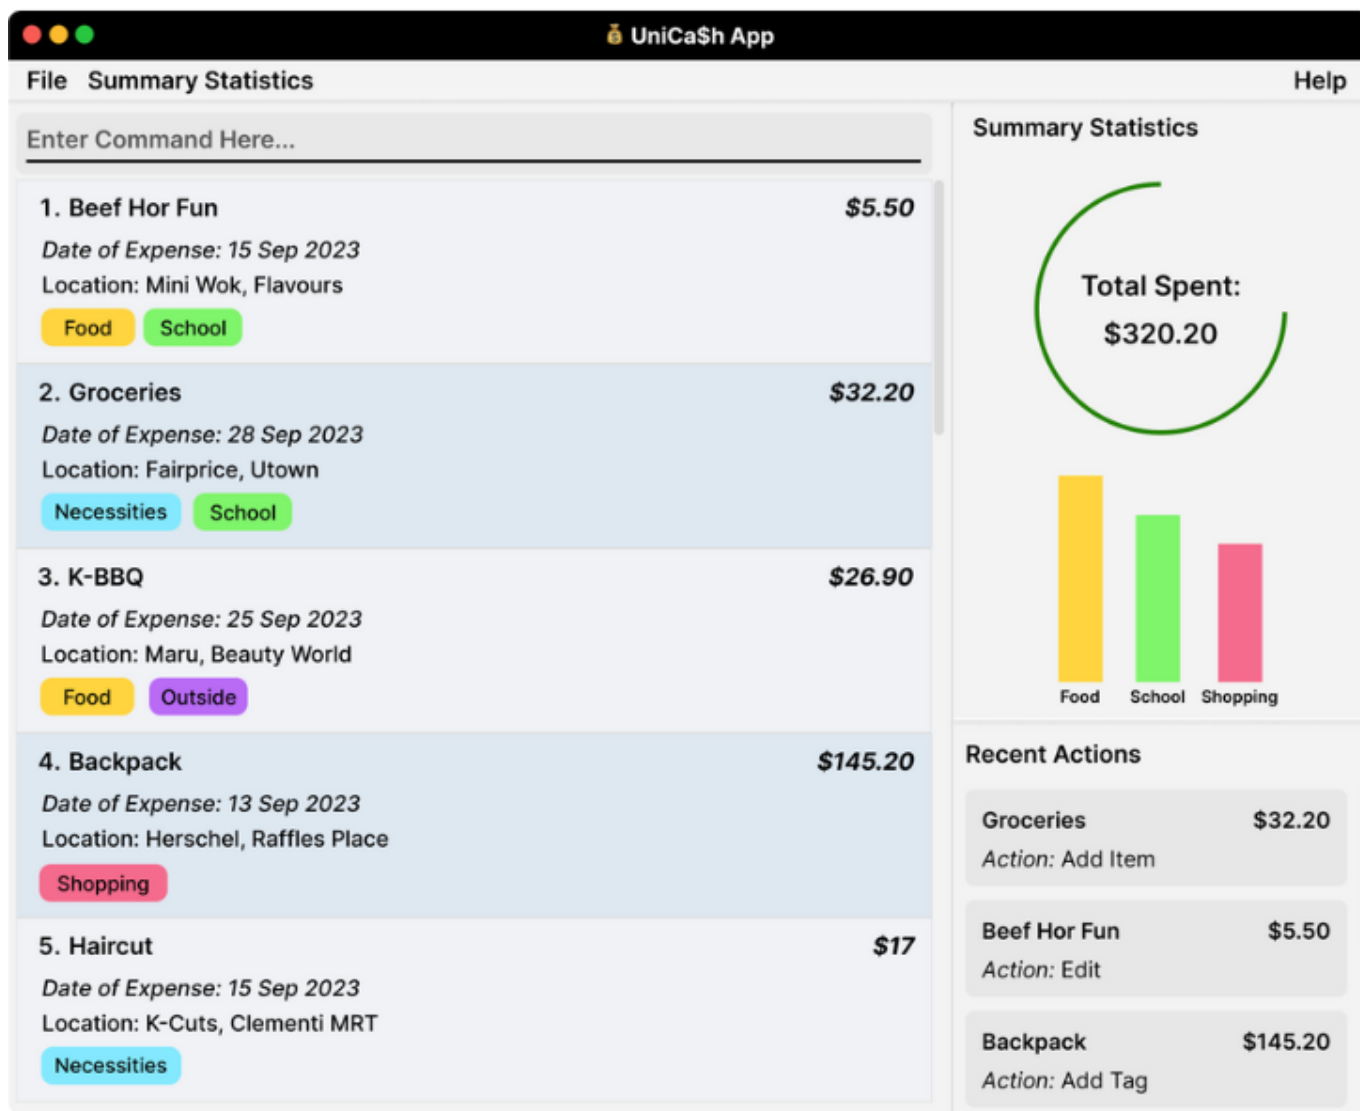 UniCa$h App
File Summary Statistics Help
Enter Command Here...
1. Beef Hor Fun $5.50
Date of Expense: 15 Sep 2023
Location: Mini Wok, Flavours
Food School
2. Groceries $32.20
Date of Expense: 28 Sep 2023
Location: Fairprice, Utown
Necessities School
3. K-BBQ $26.90
Date of Expense: 25 Sep 2023
Location: Maru, Beauty World
Food Outside
4. Backpack $145.20
Date of Expense: 13 Sep 2023
Location: Herschel, Raffles Place
Shopping
5. Haircut $17
Date of Expense: 15 Sep 2023
Location: K-Cuts, Clementi MRT
Necessities
Summary Statistics
Total Spent:
$320.20
Food School Shopping
Recent Actions
Groceries $32.20
Action: Add Item
Beef Hor Fun $5.50
Action: Edit
Backpack $145.20
Action: Add Tag